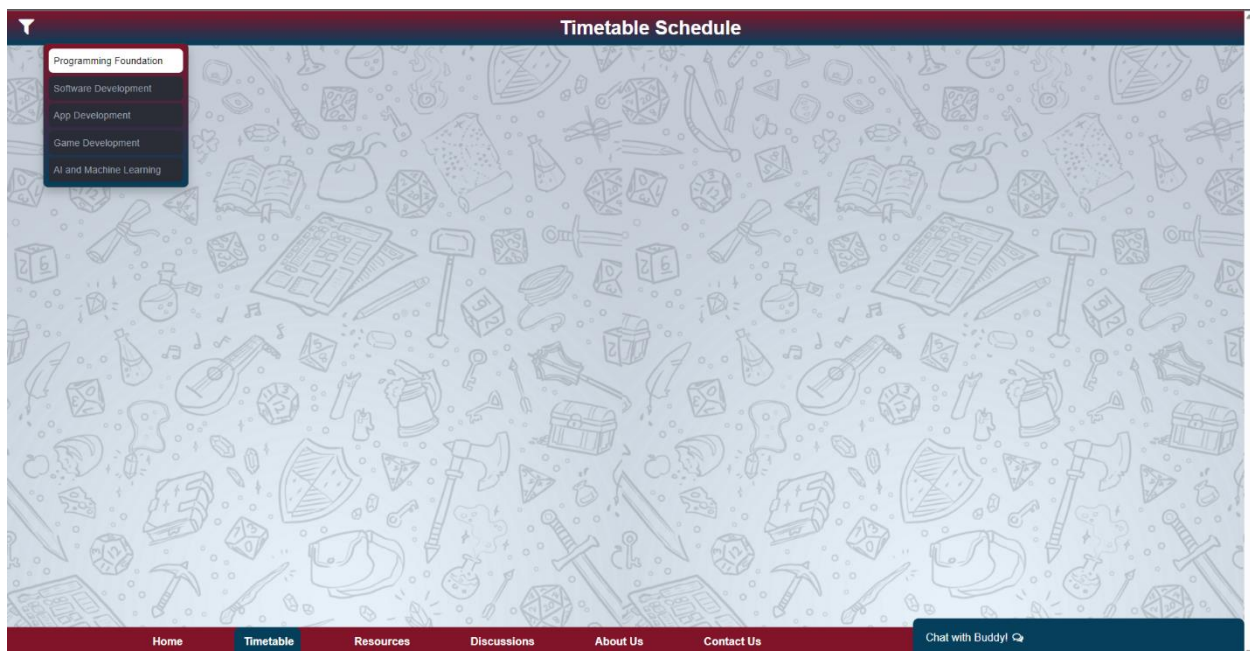 Timetable Schedule
Programming Foundation
Software Development
App Development
Game Development
AI and Machine Learning
Home Timetable Resources Discussions About Us Contact Us
Chat with Buddy!